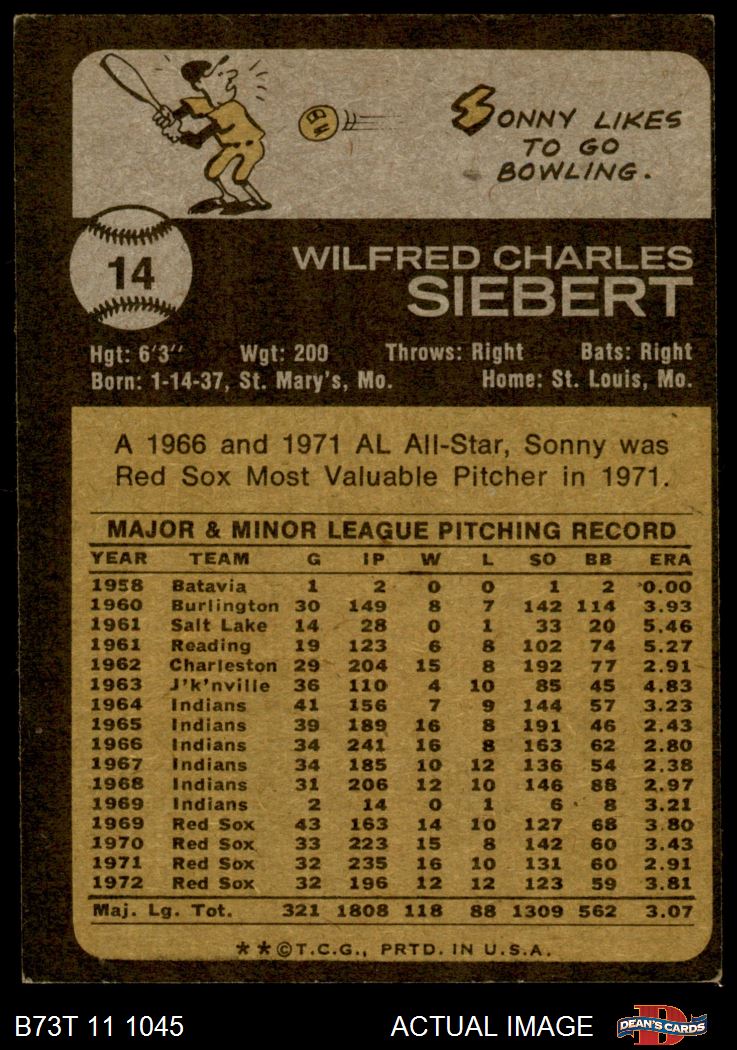 SONNY LIKES
TO GO
BOWLING.
14
WILFRED CHARLES
SIEBERT
Hgt: 6'3" Wgt: 200 Throws: Right Bats: Right
Born: 1-14-37, St. Mary's, Mo. Home: St. Louis, Mo.
A 1966 and 1971 AL All-Star, Sonny was
Red Sox Most Valuable Pitcher in 1971.
MAJOR & MINOR LEAGUE PITCHING RECORD
YEAR TEAM G IP W L SO BB ERA
1958 Batavia 1 2 0 0 1 2 0.00
1960 Burlington 30 149 8 7 142 114 3.93
1961 Salt Lake 14 28 0 1 33 20 5.46
1961 Reading 19 123 6 8 102 74 5.27
1962 Charleston 29 204 15 8 192 77 2.91
1963 J'k'nville 36 110 4 10 85 45 4.83
1964 Indians 41 156 7 9 144 57 3.23
1965 Indians 39 189 16 8 191 46 2.43
1966 Indians 34 241 16 8 163 62 2.80
1967 Indians 34 185 10 12 136 54 2.38
1968 Indians 31 206 12 10 146 88 2.97
1969 Indians 2 14 0 1 6 8 3.21
1969 Red Sox 43 163 14 10 127 68 3.80
1970 Red Sox 33 223 15 8 142 60 3.43
1971 Red Sox 32 235 16 10 131 60 2.91
1972 Red Sox 32 196 12 12 123 59 3.81
Maj. Lg. Tot. 321 1808 118 88 1309 562 3.07
**©T.C.G., PRTD. IN U.S.A.
B73T 11 1045 ACTUAL IMAGE D DEAN'S CARDS